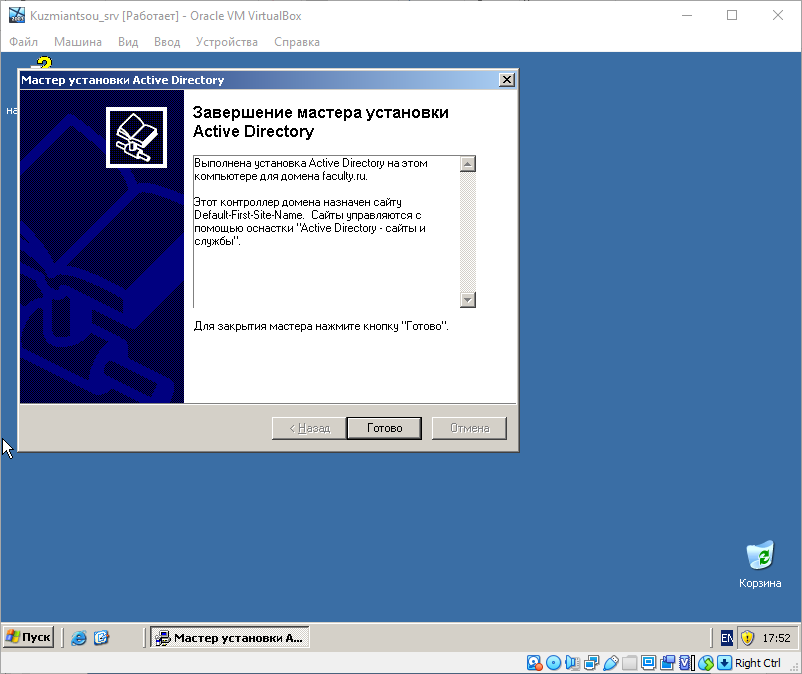 Kuzmiantsou_srv [Работает] - Oracle VM VirtualBox
Файл Машина Вид Ввод Устройства Справка
на
Мастер установки Active Directory
Завершение мастера установки
Active Directory
Выполнена установка Active Directory на этом
компьютере для домена faculty.ru.
Этот контроллер домена назначен сайту
Default-First-Site-Name. Сайты управляются с
помощью оснастки "Active Directory - сайты и
службы".
Для закрытия мастера нажмите кнопку "Готово".
< Назад Готово Отмена
Корзина
Пуск Мастер установки A... EN 17:52
Right Ctrl